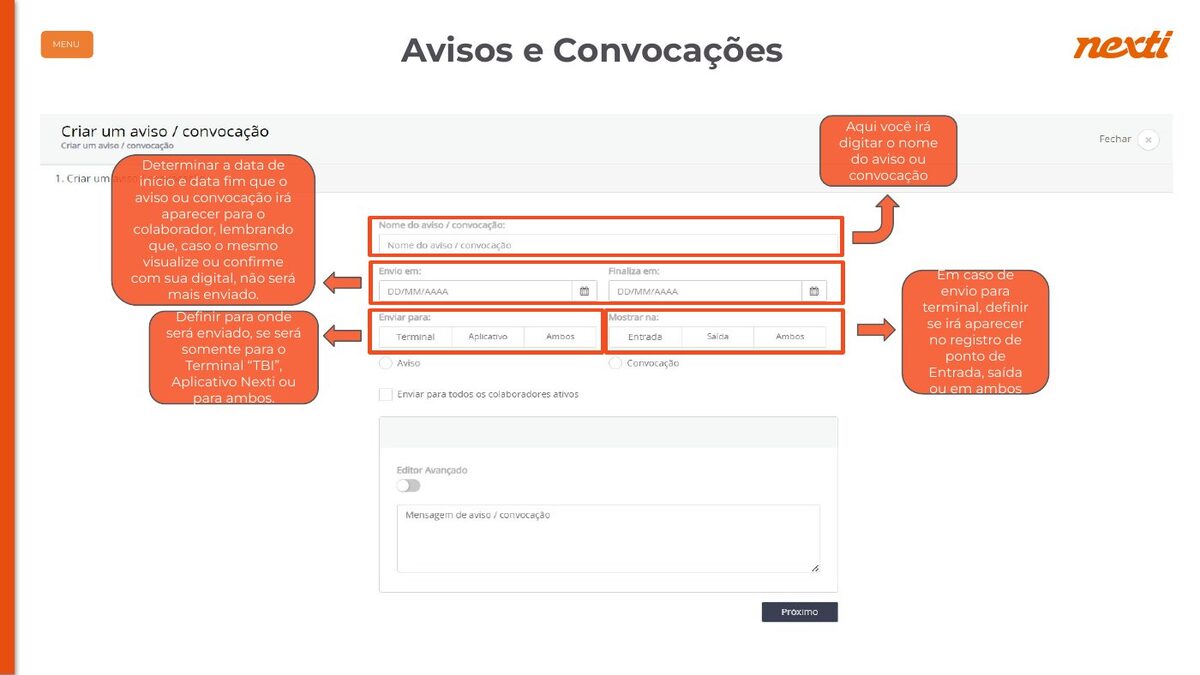 MENU
Avisos e Convocações
nexti
Criar um aviso / convocação
Criar um aviso / convocação
Fechar
1. Criar um aviso
Aqui você irá
digitar o nome
do aviso ou
convocação
Determinar a data de
início e data fim que o
aviso ou convocação irá
aparecer para o
colaborador, lembrando
que, caso o mesmo
visualize ou confirme
com sua digital, não será
mais enviado.
Nome do aviso / convocação:
Nome do aviso / convocação
Envio em:
Finaliza em:
DD/MM/AAAA
DD/MM/AAAA
Em caso de
envio para
terminal, definir
se irá aparecer
no registro de
ponto de
Entrada, saída
ou em ambos
Definir para onde
será enviado, se será
somente para o
Terminal “TBI”,
Aplicativo Nexti ou
para ambos.
Enviar para:
Mostrar na:
Terminal Aplicativo Ambos
Entrada Saída Ambos
Aviso
Convocação
Enviar para todos os colaboradores ativos
Editor Avançado
Mensagem de aviso / convocação
Próximo